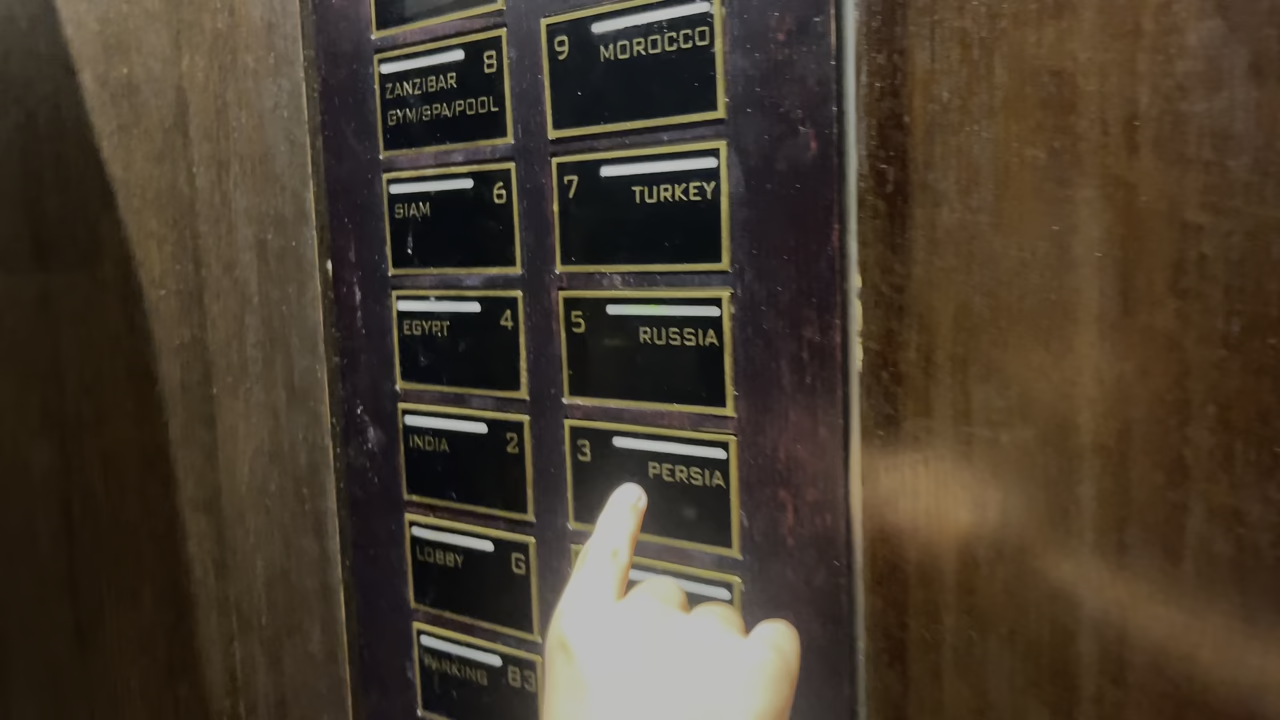 8
ZANZIBAR
GYM/SPA/POOL
9
MOROCCO
6
SIAM
7
TURKEY
EGYPT 4
5
RUSSIA
INDIA 2
3
PERSIA
LOBBY G
PARKING B3